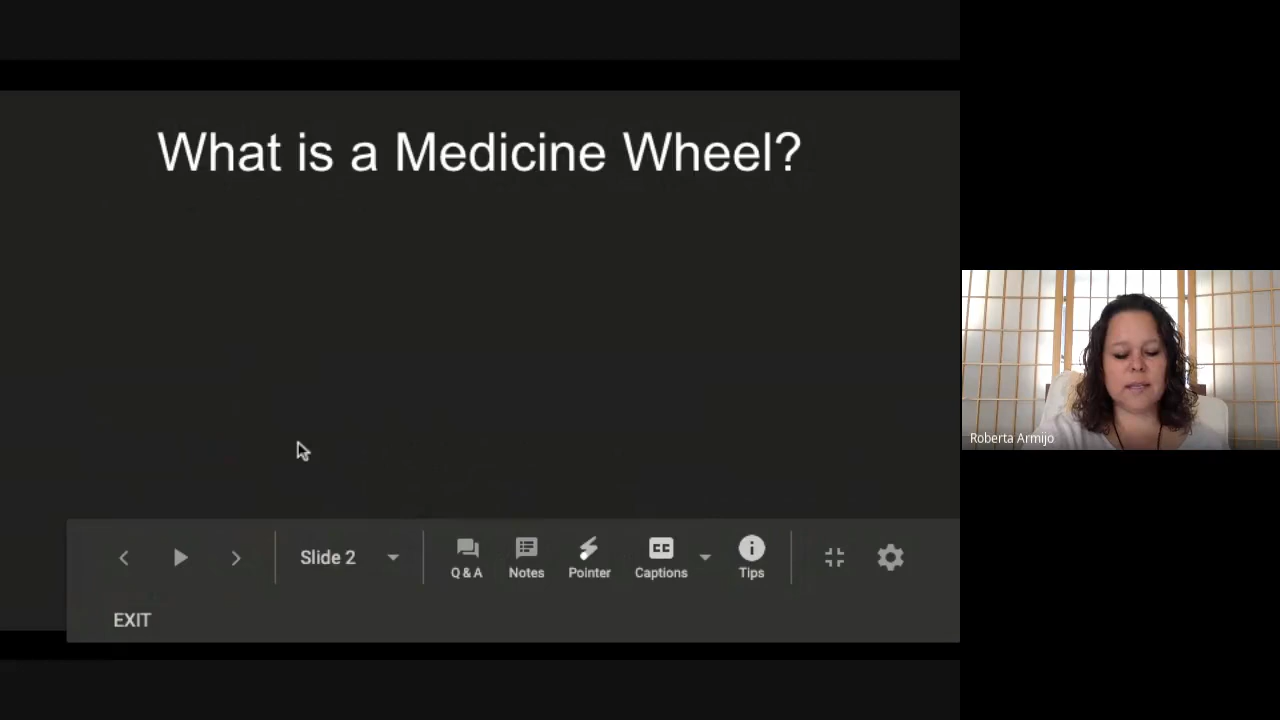 What is a Medicine Wheel?
Roberta Armijo
Slide 2
Q & A Notes Pointer Captions Tips
EXIT